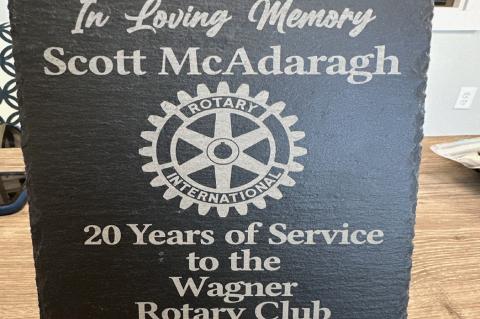 In Loving Memory
Scott McAdaragh
ROTARY
INTERNATIONAL
20 Years of Service
to the
Wagner
Rotary Club